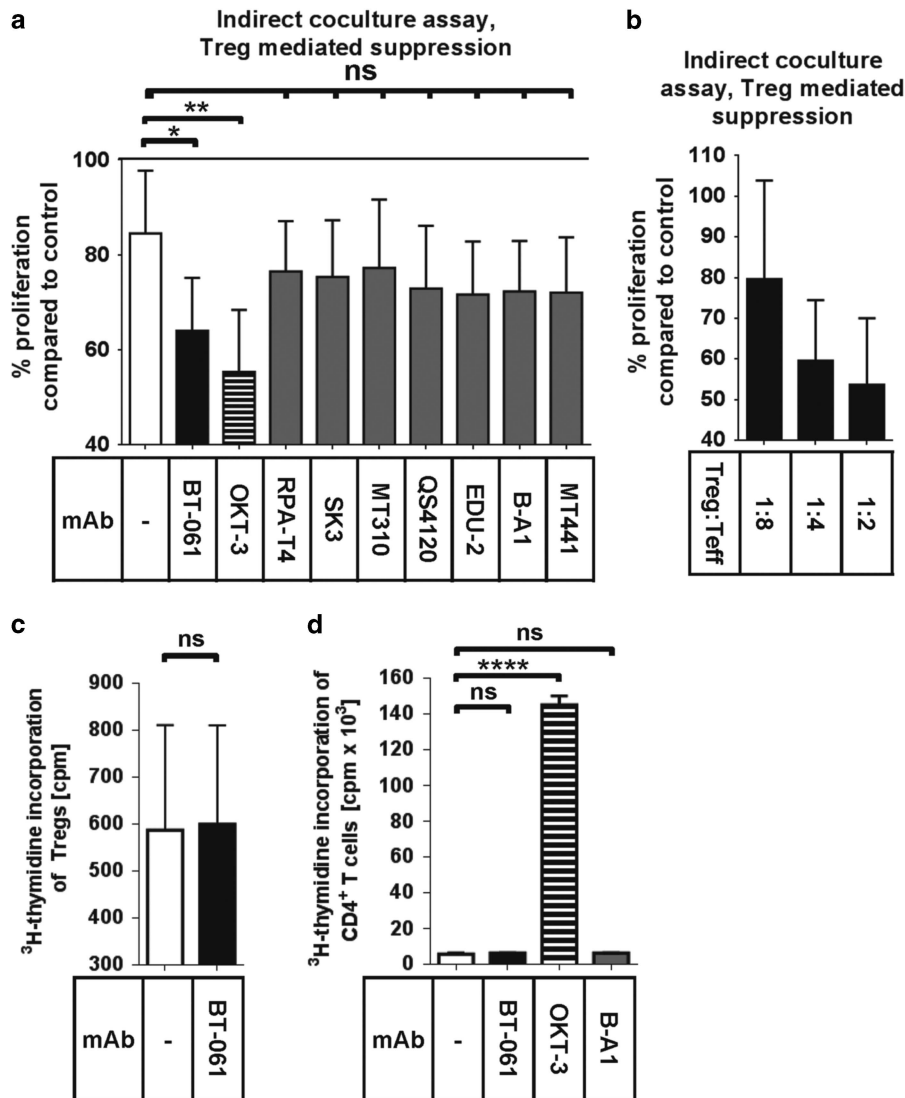 a
Indirect coculture assay,
Treg mediated suppression
ns
**
*
100
80
60
40
% proliferation
compared to control
mAb
-
BT-061
OKT-3
RPA-T4
SK3
MT310
QS4120
EDU-2
B-A1
MT441
b
Indirect coculture
assay, Treg mediated
suppression
110
100
90
80
70
60
50
40
% proliferation
compared to control
Treg:Teff
1:8
1:4
1:2
c
ns
900
800
700
600
500
400
300
³H-thymidine incorporation
of Tregs [cpm]
mAb
-
BT-061
d
ns
****
ns
160
140
120
100
80
60
40
20
0
³H-thymidine incorporation of
CD4⁺ T cells [cpm x 10³]
mAb
-
BT-061
OKT-3
B-A1